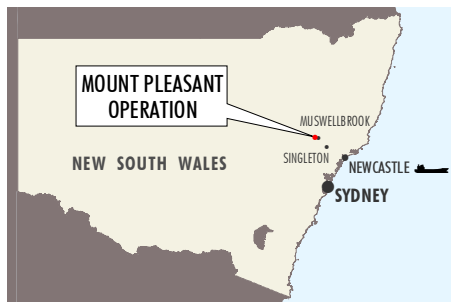 MOUNT PLEASANT
OPERATION
MUSWELLBROOK
SINGLETON
NEW SOUTH WALES
NEWCASTLE
SYDNEY